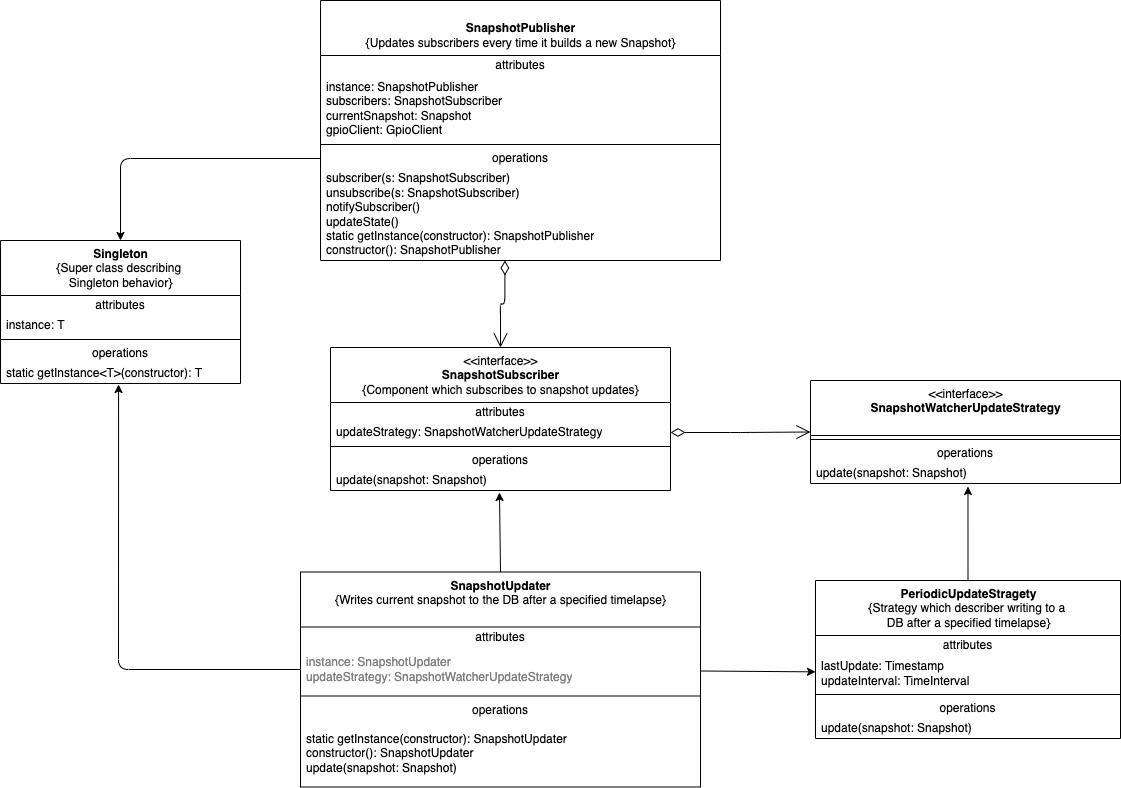 SnapshotPublisher
{Updates subscribers every time it builds a new Snapshot}
attributes
instance: SnapshotPublisher
subscribers: SnapshotSubscriber
currentSnapshot: Snapshot
gpioClient: GpioClient
operations
subscriber(s: SnapshotSubscriber)
unsubscribe(s: SnapshotSubscriber)
notifySubscriber()
updateState()
static getInstance(constructor): SnapshotPublisher
constructor(): SnapshotPublisher
Singleton
{Super class describing
Singleton behavior}
attributes
instance: T
operations
static getInstance<T>(constructor): T
<<interface>>
SnapshotSubscriber
{Component which subscribes to snapshot updates}
attributes
updateStrategy: SnapshotWatcherUpdateStrategy
operations
update(snapshot: Snapshot)
<<interface>>
SnapshotWatcherUpdateStrategy
operations
update(snapshot: Snapshot)
SnapshotUpdater
{Writes current snapshot to the DB after a specified timelapse}
attributes
instance: SnapshotUpdater
updateStrategy: SnapshotWatcherUpdateStrategy
operations
static getInstance(constructor): SnapshotUpdater
constructor(): SnapshotUpdater
update(snapshot: Snapshot)
PeriodicUpdateStragety
{Strategy which describer writing to a
DB after a specified timelapse}
attributes
lastUpdate: Timestamp
updateInterval: TimeInterval
operations
update(snapshot: Snapshot)